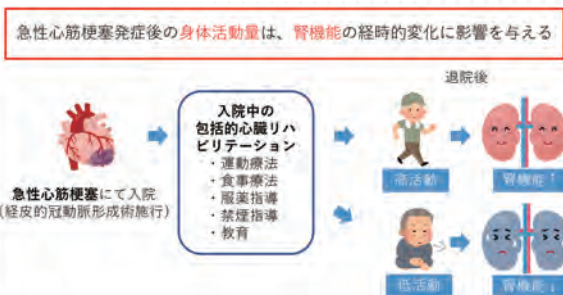 急性心筋梗塞発症後の身体活動量は、腎機能の経時的変化に影響を与える
退院後
入院中の
包括的心臓リハ
ビリテーション
・運動療法
・食事療法
・服薬指導
・禁煙指導
・教育
急性心筋梗塞にて入院
(経皮的冠動脈形成術施行)
高活動
腎機能↑
低活動
腎機能↓